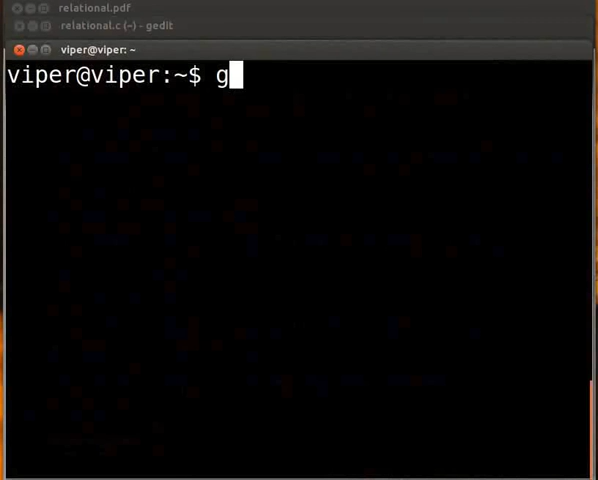 relational.pdf
relational.c (~) - gedit
viper@viper: ~
viper@viper:~$ g